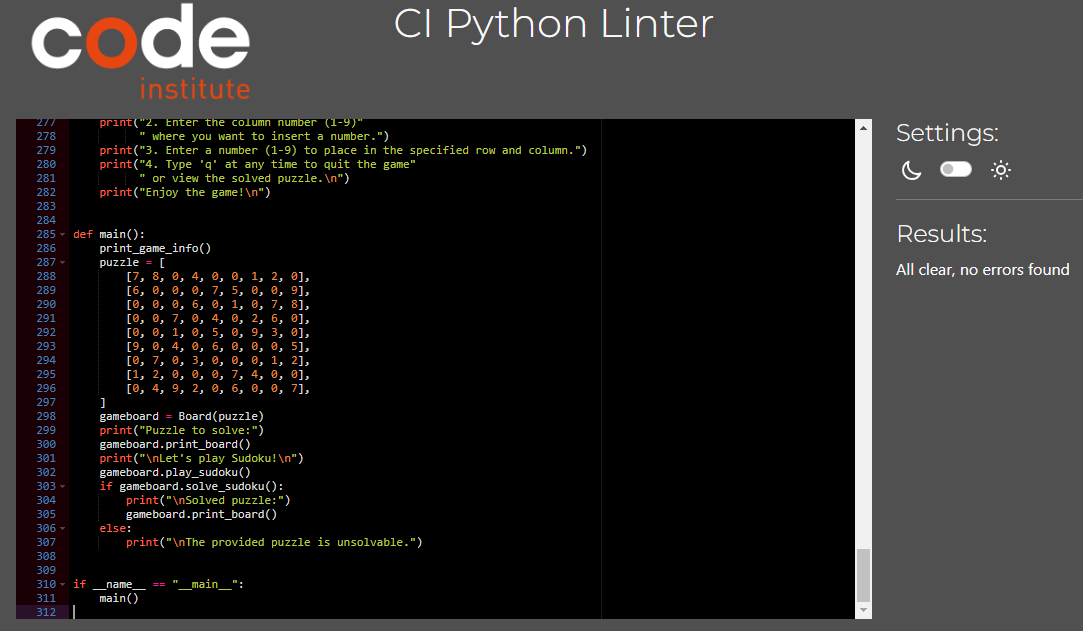 code
institute
CI Python Linter
277 print("2. Enter the column number (1-9)"
278 " where you want to insert a number.")
279 print("3. Enter a number (1-9) to place in the specified row and column.")
280 print("4. Type 'q' at any time to quit the game"
281 " or view the solved puzzle.\n")
282 print("Enjoy the game!\n")
283
284
285 def main():
286 print_game_info()
287 puzzle = [
288 [7, 8, 0, 4, 0, 0, 1, 2, 0],
289 [6, 0, 0, 0, 7, 5, 0, 0, 9],
290 [0, 0, 0, 6, 0, 1, 0, 7, 8],
291 [0, 0, 7, 0, 4, 0, 2, 6, 0],
292 [0, 0, 1, 0, 5, 0, 9, 3, 0],
293 [9, 0, 4, 0, 6, 0, 0, 0, 5],
294 [0, 7, 0, 3, 0, 0, 0, 1, 2],
295 [1, 2, 0, 0, 0, 7, 4, 0, 0],
296 [0, 4, 9, 2, 0, 6, 0, 0, 7],
297 ]
298 gameboard = Board(puzzle)
299 print("Puzzle to solve:")
300 gameboard.print_board()
301 print("\nLet's play Sudoku!\n")
302 gameboard.play_sudoku()
303 if gameboard.solve_sudoku():
304 print("\nSolved puzzle:")
305 gameboard.print_board()
306 else:
307 print("\nThe provided puzzle is unsolvable.")
308
309
310 if __name__ == "__main__":
311 main()
312
Settings:
Results:
All clear, no errors found